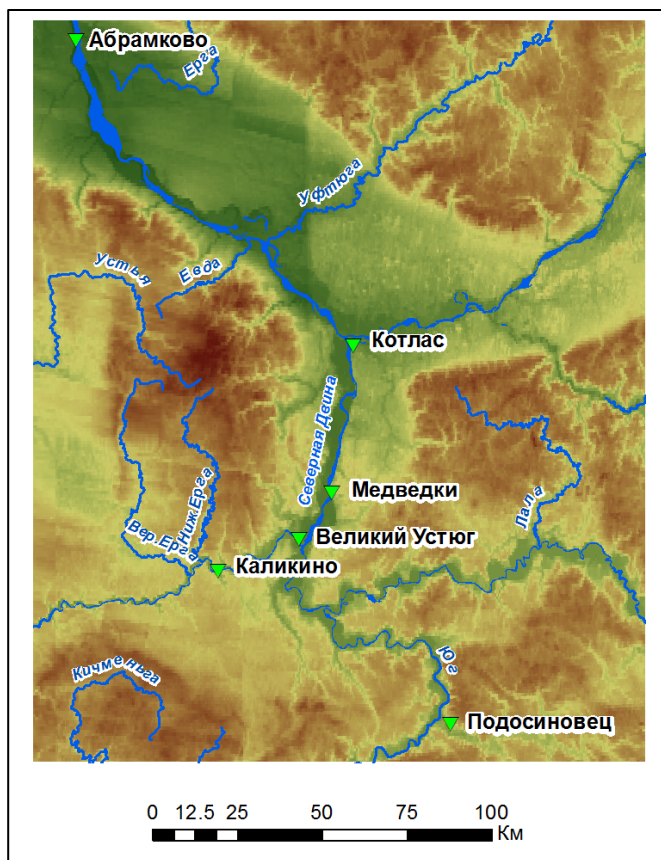 Абрамково
Ерга
Уфтюга
Устья
Евда
Котлас
Северная Двина
Медведки
Лала
Ниж.Ерга
Вер.Ерга
Великий Устюг
Каликино
Юг
Кичменьга
Подосиновец
0 12.5 25 50 75 100
Км